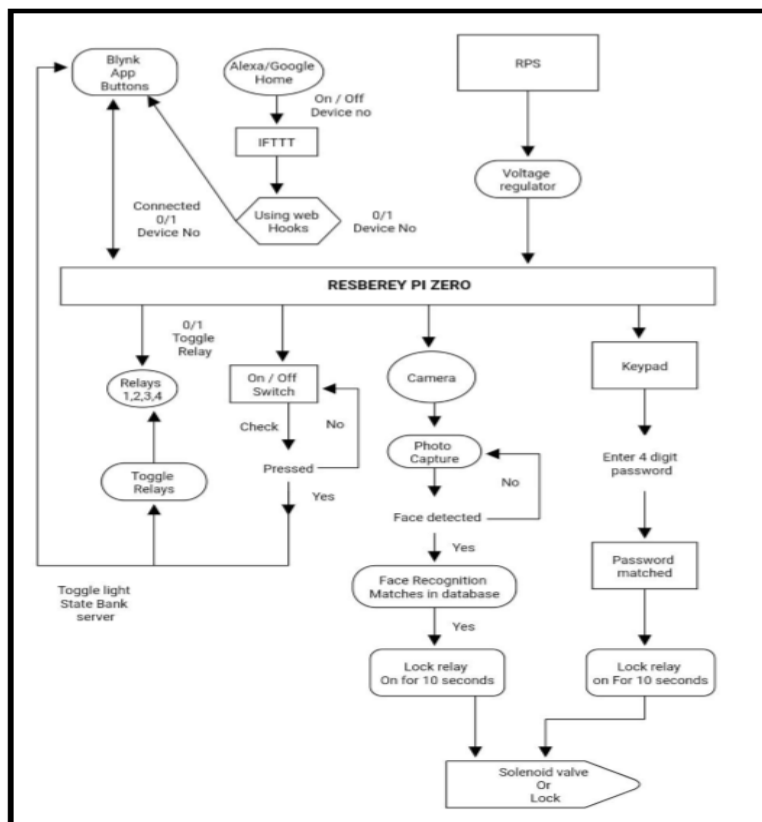 Blynk
App
Buttons
Alexa/Google
Home
RPS
On / Off
Device no
IFTTT
Voltage
regulator
Connected
0/1
Device No
Using web
Hooks
0/1
Device No
RESBEREY PI ZERO
0/1
Toggle
Relay
Relays
1,2,3,4
On / Off
Switch
Camera
Keypad
Check
No
Photo
Capture
Enter 4 digit
password
Toggle
Relays
Pressed
Yes
No
Face detected
Yes
Toggle light
State Bank
server
Face Recognition
Matches in database
Password
matched
Yes
Lock relay
On for 10 seconds
Lock relay
on For 10 seconds
Solenoid valve
Or
Lock